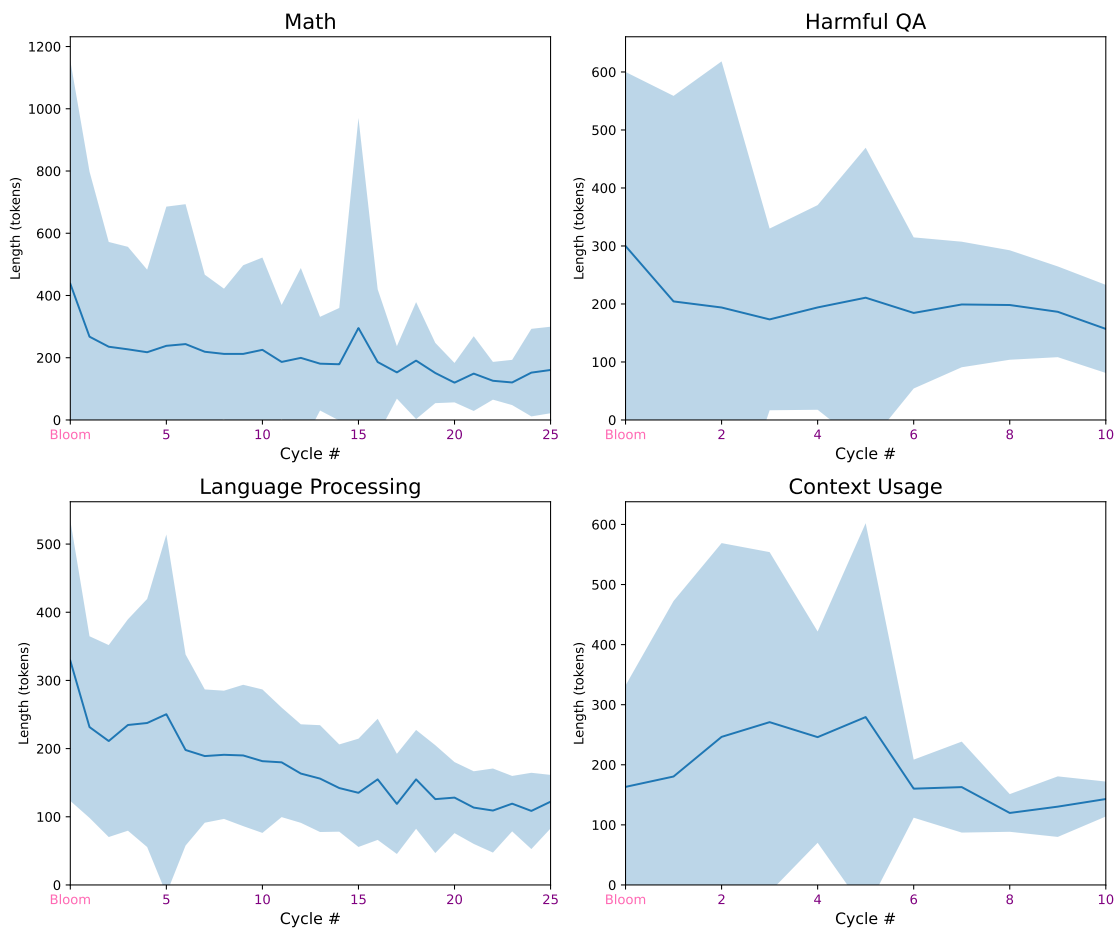 Math
1200
1000
800
600
400
200
0
Length (tokens)
Bloom 5 10 15 20 25
Cycle #
Harmful QA
600
500
400
300
200
100
0
Length (tokens)
Bloom 2 4 6 8 10
Cycle #
Language Processing
500
400
300
200
100
0
Length (tokens)
Bloom 5 10 15 20 25
Cycle #
Context Usage
600
500
400
300
200
100
0
Length (tokens)
Bloom 2 4 6 8 10
Cycle #